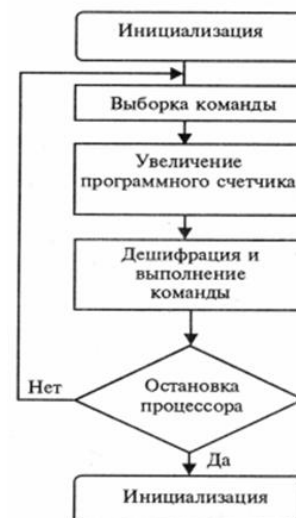 Инициализация
Выборка команды
Увеличение
программного счетчика
Дешифрация и
выполнение
команды
Нет
Остановка
процессора
Да
Инициализация